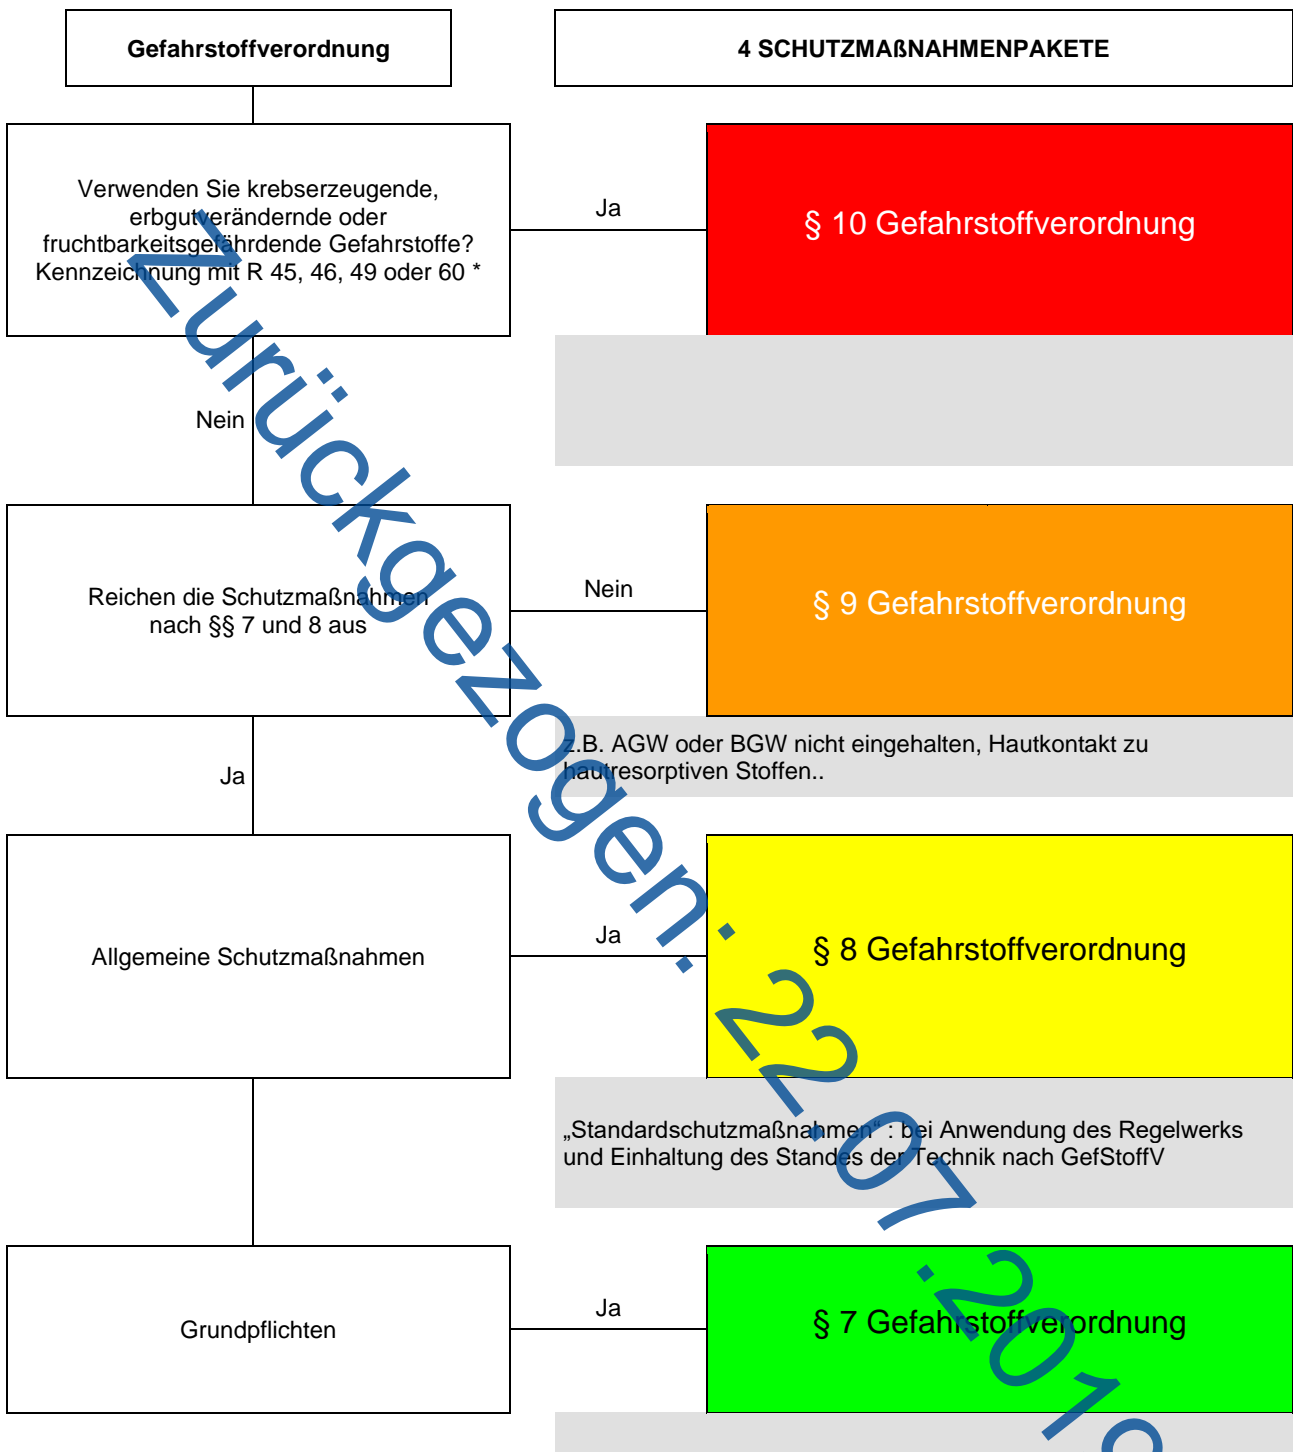 Gefahrstoffverordnung
4 SCHUTZMAßNAHMENPAKETE
Verwenden Sie krebserzeugende,
erbgutverändernde oder
fruchtbarkeitsgefährdende Gefahrstoffe?
Kennzeichnung mit R 45, 46, 49 oder 60 *
Ja
§ 10 Gefahrstoffverordnung
Nein
Reichen die Schutzmaßnahmen
nach §§ 7 und 8 aus
Nein
§ 9 Gefahrstoffverordnung
z.B. AGW oder BGW nicht eingehalten, Hautkontakt zu
hautresorptiven Stoffen..
Ja
Allgemeine Schutzmaßnahmen
Ja
§ 8 Gefahrstoffverordnung
„Standardschutzmaßnahmen“ : bei Anwendung des Regelwerks
und Einhaltung des Standes der Technik nach GefStoffV
Grundpflichten
Ja
§ 7 Gefahrstoffverordnung
Zurückgezogen: 22.07.2019